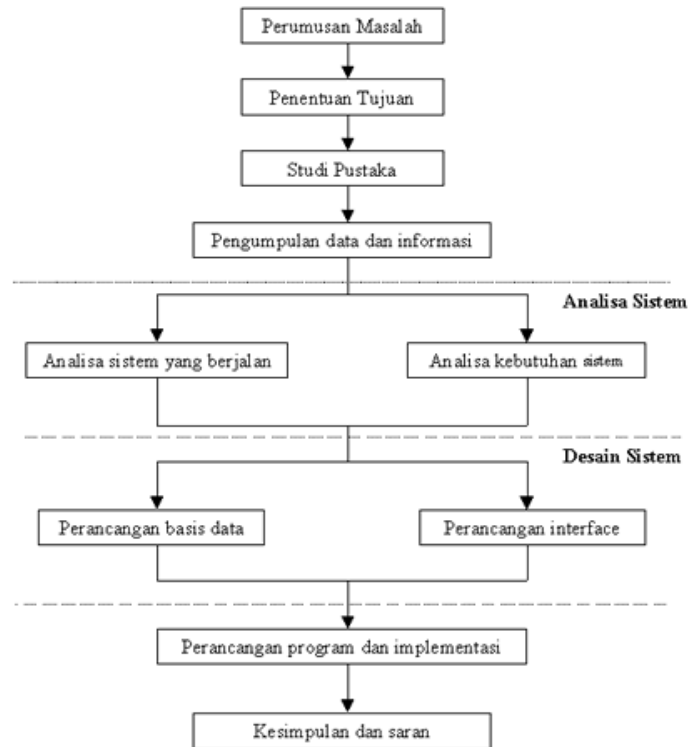 Perumusan Masalah
Penentuan Tujuan
Studi Pustaka
Pengumpulan data dan informasi
Analisa Sistem
Analisa sistem yang berjalan
Analisa kebutuhan sistem
Desain Sistem
Perancangan basis data
Perancangan interface
Perancangan program dan implementasi
Kesimpulan dan saran